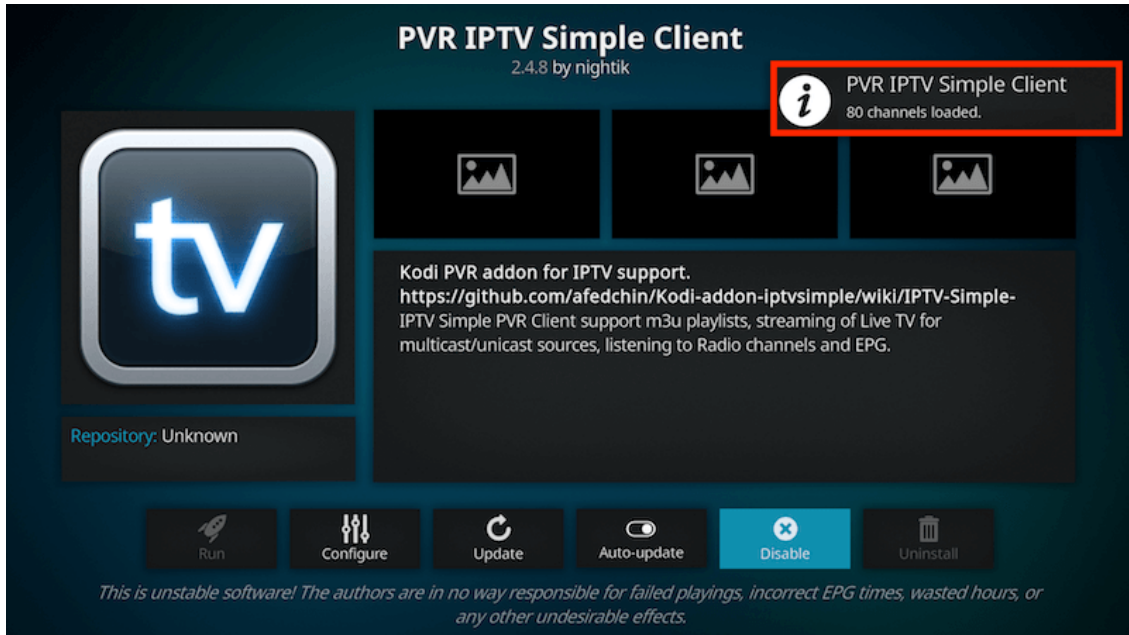 PVR IPTV Simple Client
2.4.8 by nightik
PVR IPTV Simple Client
80 channels loaded.
tv
Kodi PVR addon for IPTV support.
https://github.com/afedchin/Kodi-addon-iptvsimple/wiki/IPTV-Simple-
IPTV Simple PVR Client support m3u playlists, streaming of Live TV for
multicast/unicast sources, listening to Radio channels and EPG.
Repository: Unknown
Run
Configure
Update
Auto-update
Disable
Uninstall
This is unstable software! The authors are in no way responsible for failed playings, incorrect EPG times, wasted hours, or
any other undesirable effects.